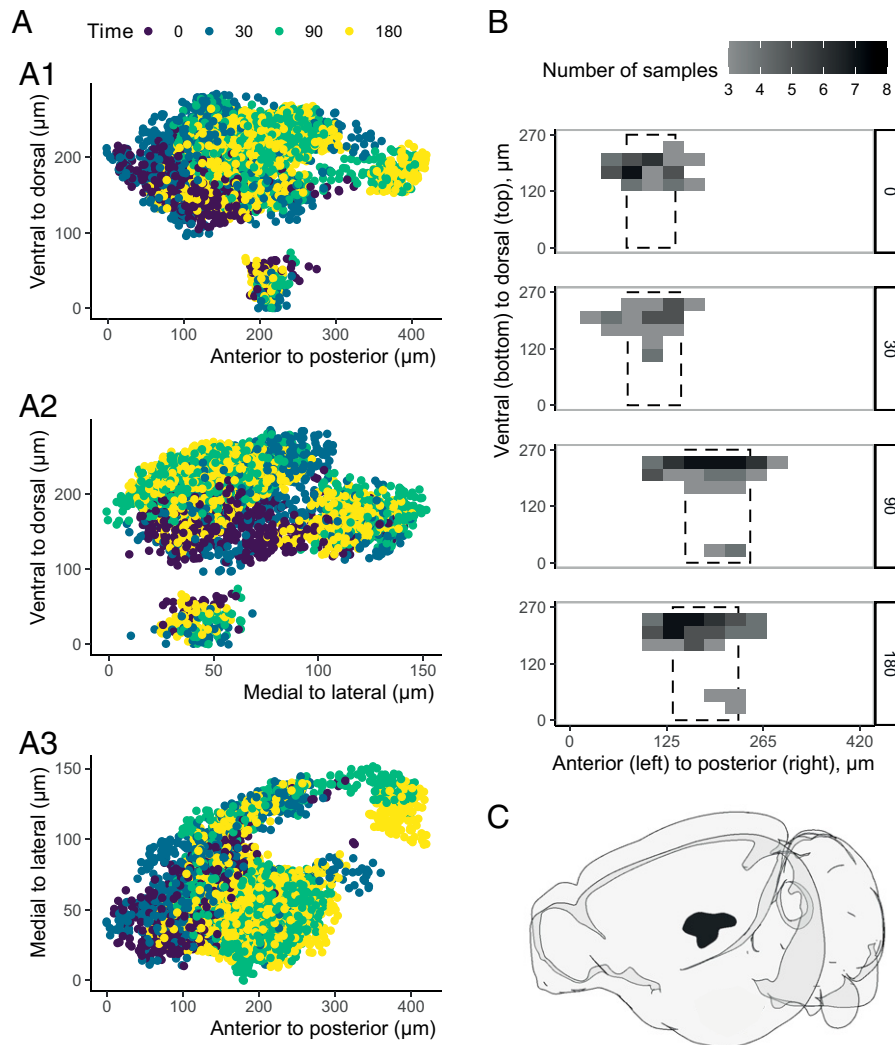 A
Time 0 30 90 180
A1
Ventral to dorsal (µm)
200
100
0
0 100 200 300 400
Anterior to posterior (µm)
A2
Ventral to dorsal (µm)
200
100
0
0 50 100 150
Medial to lateral (µm)
A3
Medial to lateral (µm)
150
100
50
0
0 100 200 300 400
Anterior to posterior (µm)
B
Number of samples
3 4 5 6 7 8
Ventral (bottom) to dorsal (top), µm
270
120
0
0
270
120
0
30
270
120
0
90
270
120
0
180
0 125 265 420
Anterior (left) to posterior (right), µm
C